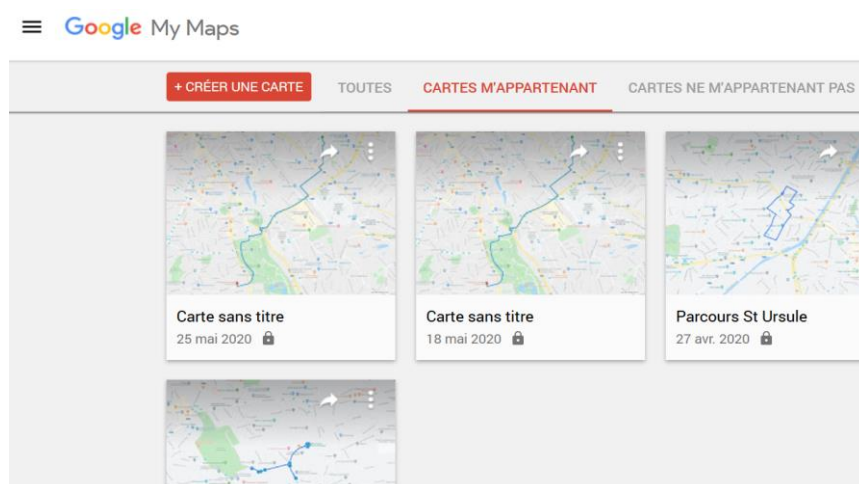 Google My Maps
+ CRÉER UNE CARTE TOUTES CARTES M'APPARTENANT CARTES NE M'APPARTENANT PAS
Carte sans titre
25 mai 2020
Carte sans titre
18 mai 2020
Parcours St Ursule
27 avr. 2020